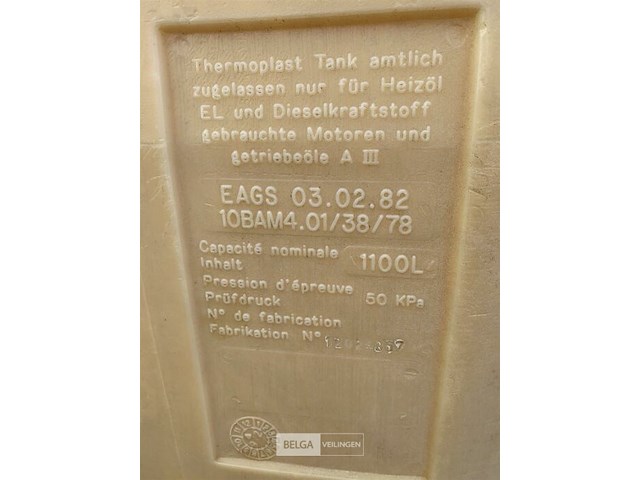 Thermoplast Tank amtlich
zugelassen nur für Heizöl
EL und Dieselkraftstoff
gebrauchte Motoren und
getriebeöle A III
EAGS 03.02.82
10BAM4.01/38/78
Capacité nominale
Inhalt 1100L
Pression d'épreuve
Prüfdruck 50 KPa
N° de fabrication
Fabrikation N°
BELGA VEILINGEN